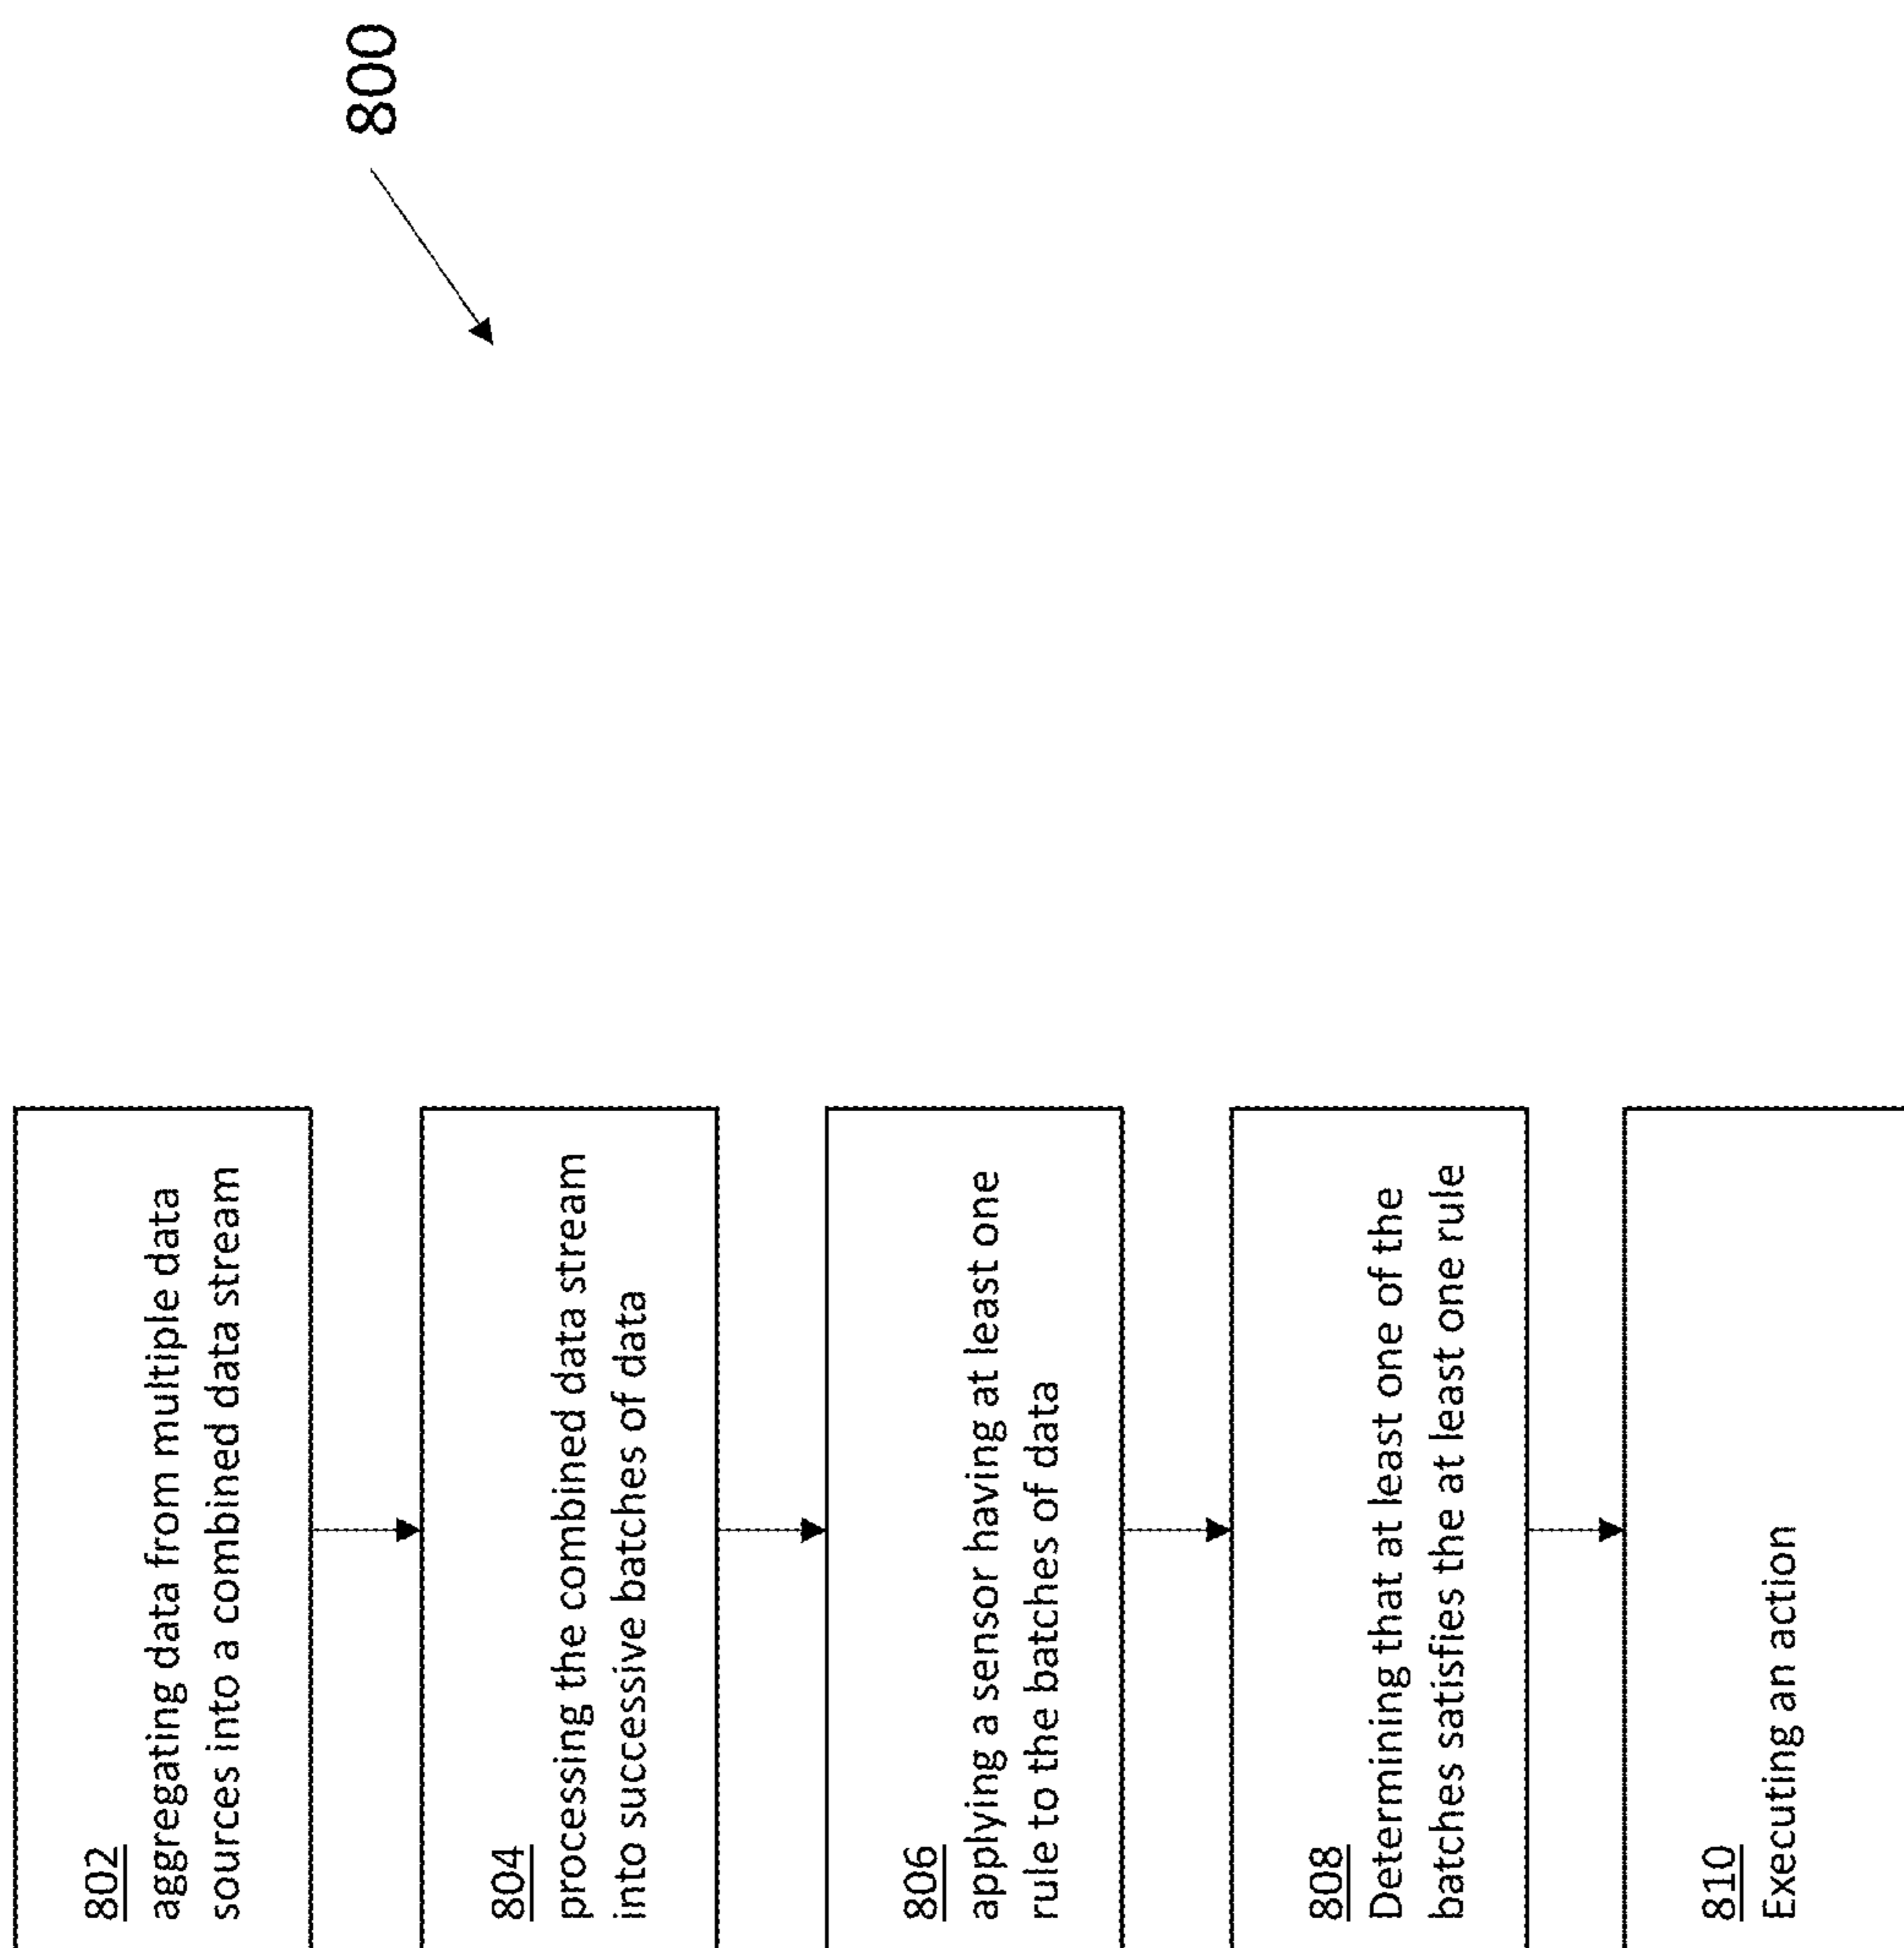 800
802
aggregating data from multiple data
sources into a combined data stream
804
processing the combined data stream
into successive batches of data
806
applying a sensor having at least one
rule to the batches of data
808
Determining that at least one of the
batches satisfies the at least one rule
810
Executing an action